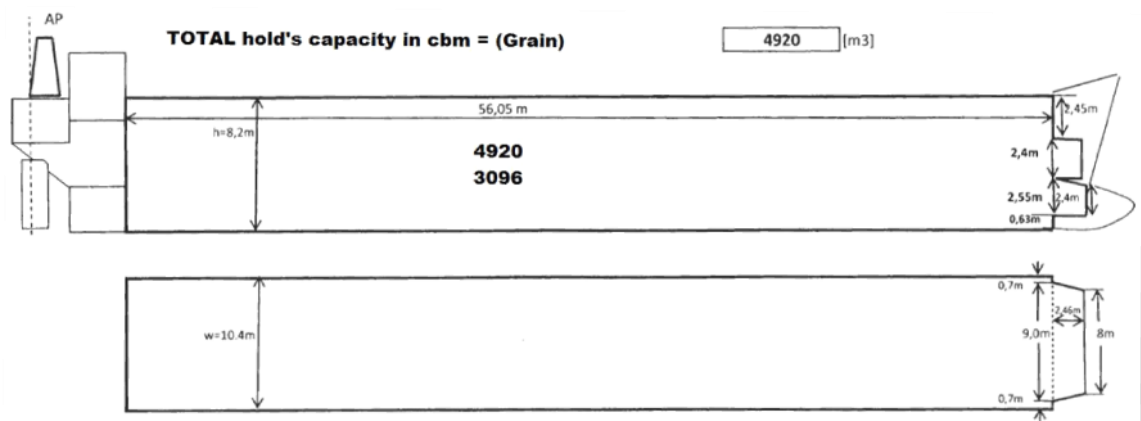 AP
TOTAL hold's capacity in cbm = (Grain)
4920 [m3]
56,05 m
2,45m
h=8,2m
4920
3096
2,4m
2,55m
2,4m
0,63m
0,7m
w=10.4m
2,46m
9,0m
8m
0,7m